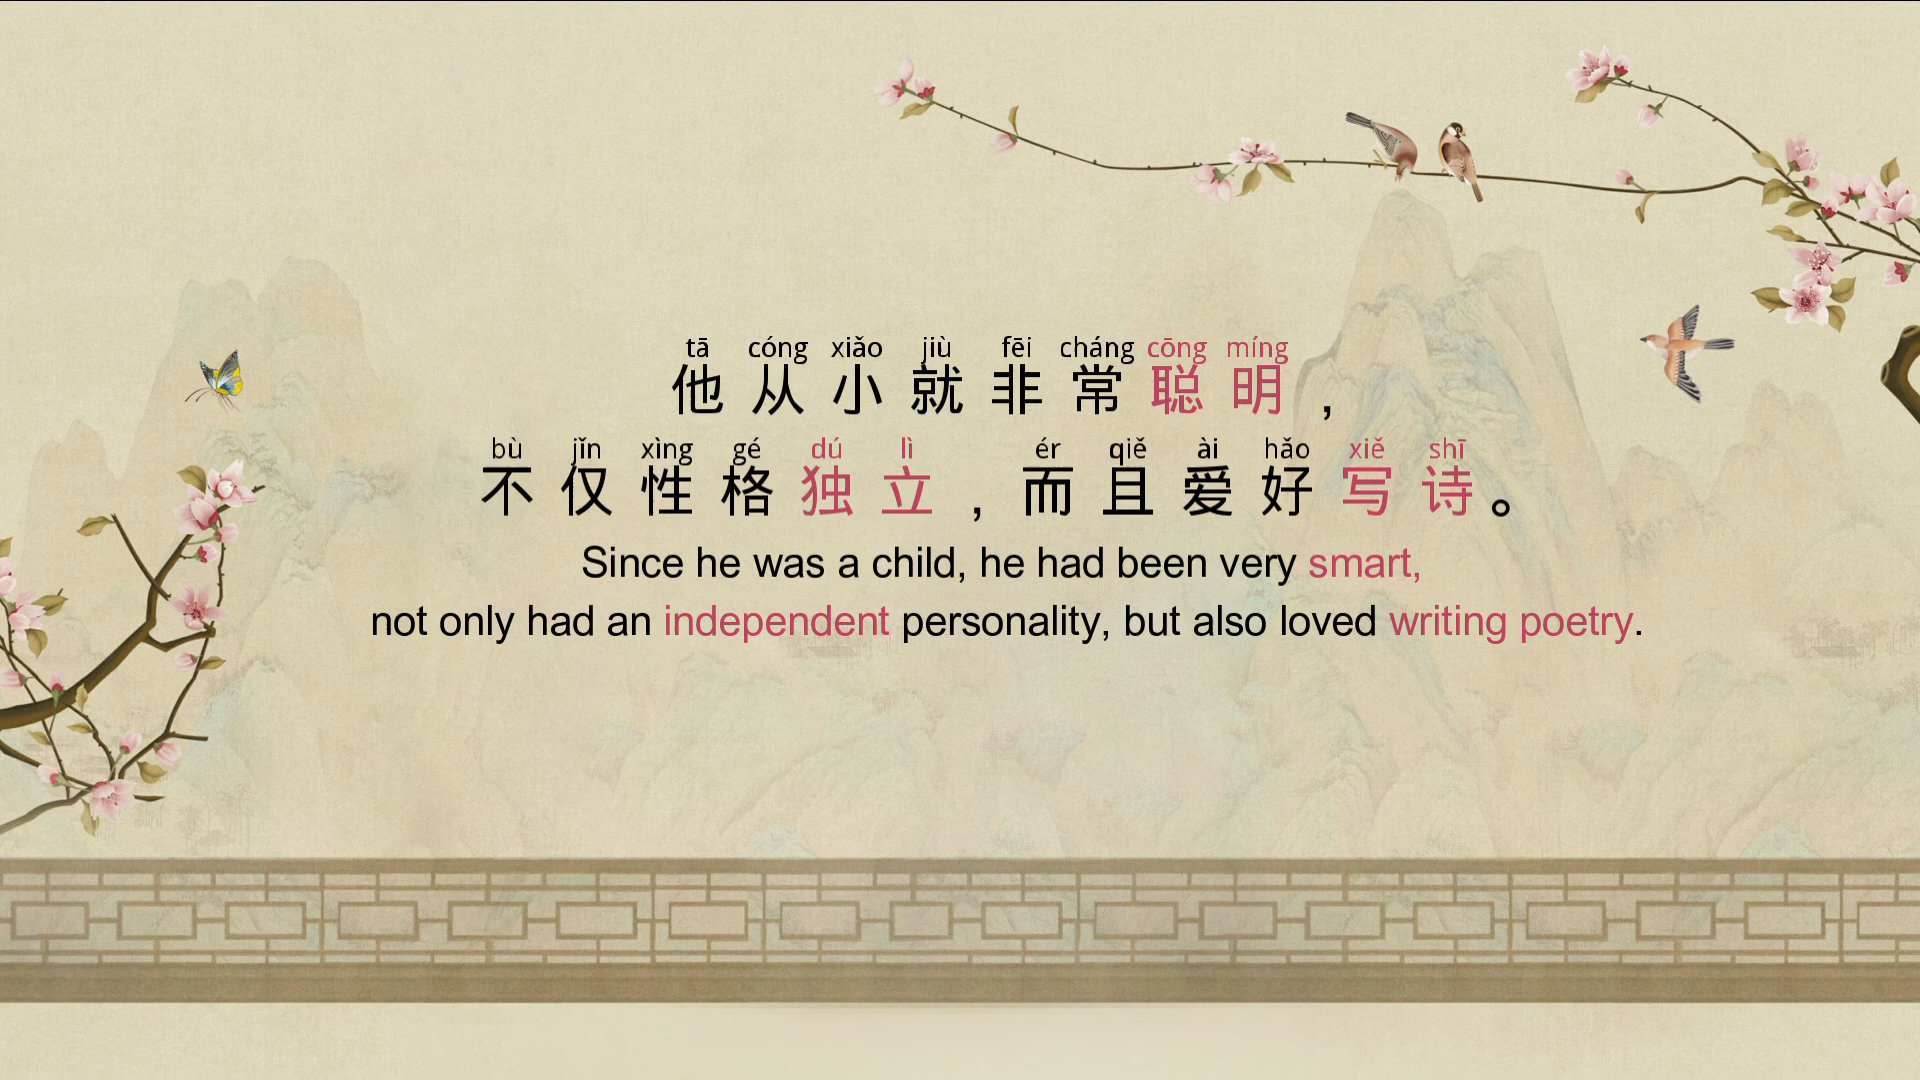 tā cóng xiǎo jiù fēi cháng cōng míng
他从小就非常聪明，
bù jǐn xìng gé dú lì ér qiě ài hǎo xiě shī
不仅性格独立，而且爱好写诗。
Since he was a child, he had been very smart,
not only had an independent personality, but also loved writing poetry.